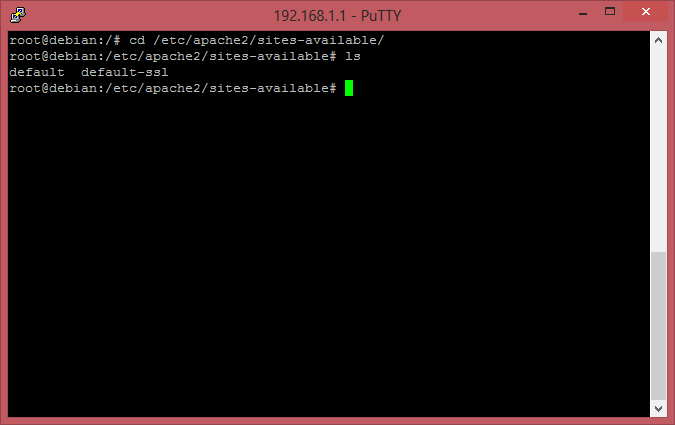 192.168.1.1 - PuTTY
root@debian:/# cd /etc/apache2/sites-available/
root@debian:/etc/apache2/sites-available# ls
default  default-ssl
root@debian:/etc/apache2/sites-available#